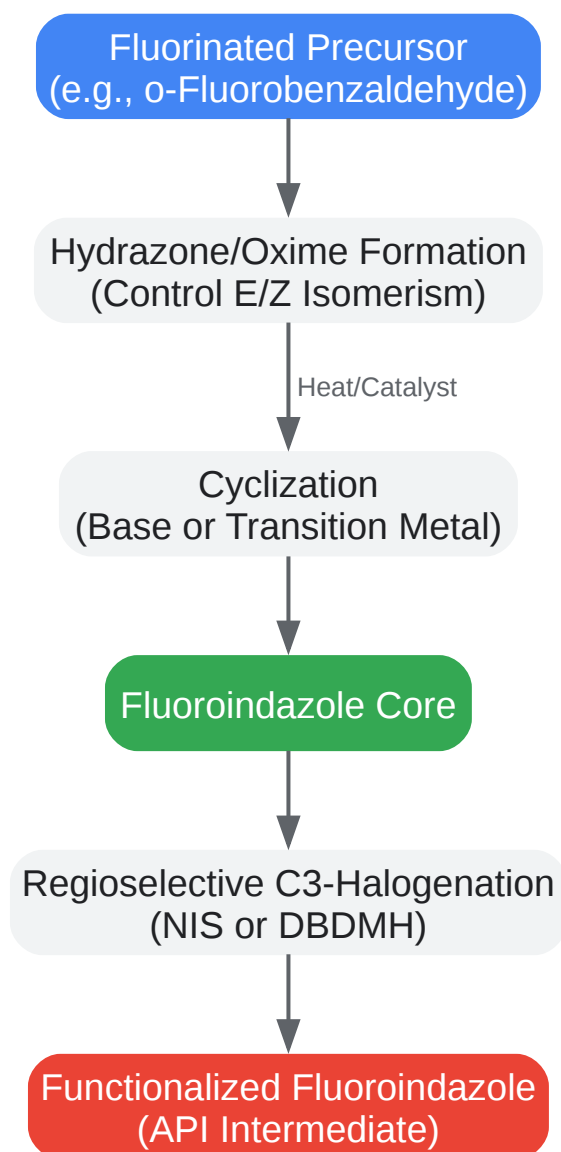 Fluorinated Precursor
(e.g., o-Fluorobenzaldehyde)
Hydrazone/Oxime Formation
(Control E/Z Isomerism)
Heat/Catalyst
Cyclization
(Base or Transition Metal)
Fluoroindazole Core
Regioselective C3-Halogenation
(NIS or DBDMH)
Functionalized Fluoroindazole
(API Intermediate)